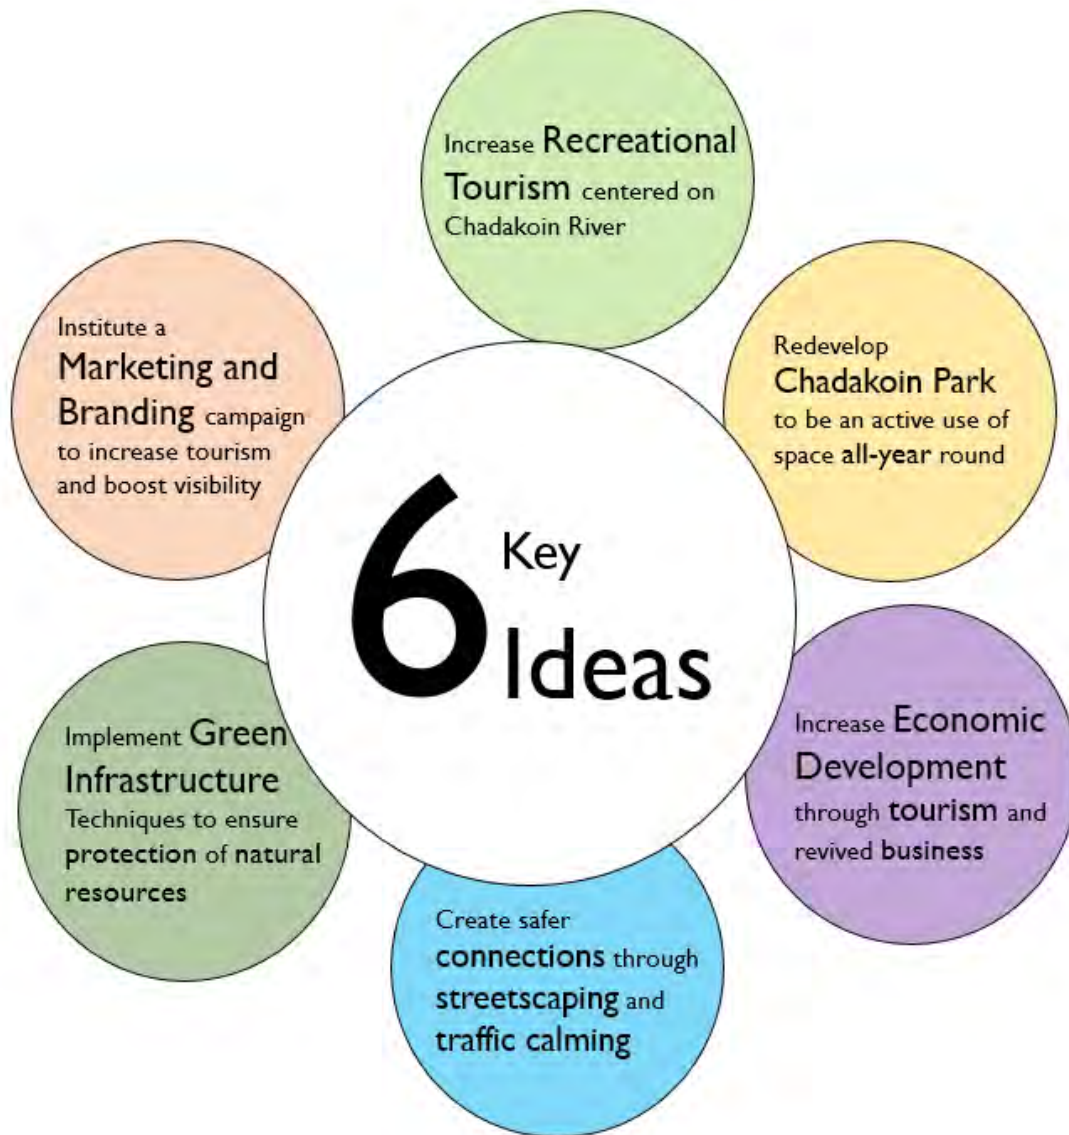 Increase Recreational
Tourism centered on
Chadakoin River
Institute a
Marketing and
Branding campaign
to increase tourism
and boost visibility
Redevelop
Chadakoin Park
to be an active use of
space all-year round
6 Key
Ideas
Implement Green
Infrastructure
Techniques to ensure
protection of natural
resources
Increase Economic
Development
through tourism and
revived business
Create safer
connections through
streetscaping and
traffic calming